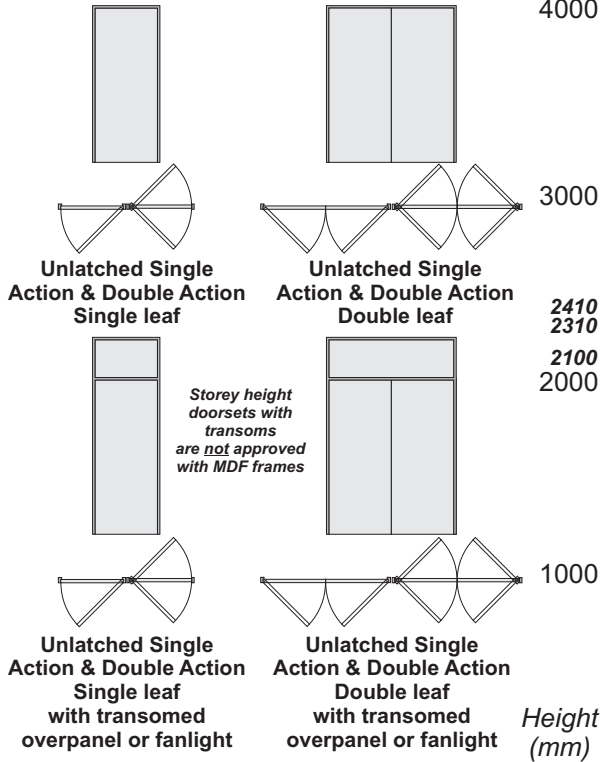 4000
3000
Unlatched Single
Action & Double Action
Single leaf
Unlatched Single
Action & Double Action
Double leaf
2410
2310
2100
2000
Storey height
doorsets with
transoms
are not approved
with MDF frames
1000
Unlatched Single
Action & Double Action
Single leaf
with transomed
overpanel or fanlight
Unlatched Single
Action & Double Action
Double leaf
with transomed
overpanel or fanlight
Height
(mm)